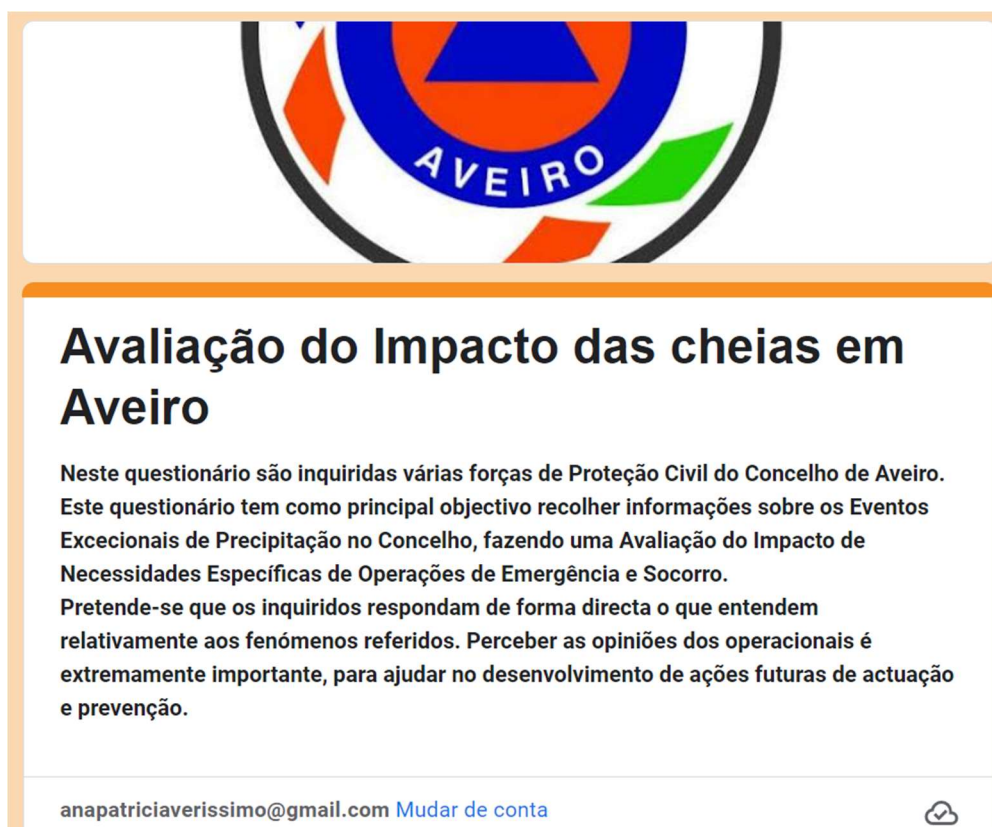 AVEIRO
Avaliação do Impacto das cheias em
Aveiro
Neste questionário são inquiridas várias forças de Proteção Civil do Concelho de Aveiro.
Este questionário tem como principal objectivo recolher informações sobre os Eventos
Excecionais de Precipitação no Concelho, fazendo uma Avaliação do Impacto de
Necessidades Específicas de Operações de Emergência e Socorro.
Pretende-se que os inquiridos respondam de forma directa o que entendem
relativamente aos fenómenos referidos. Perceber as opiniões dos operacionais é
extremamente importante, para ajudar no desenvolvimento de ações futuras de actuação
e prevenção.
anapatriciaverissimo@gmail.com Mudar de conta